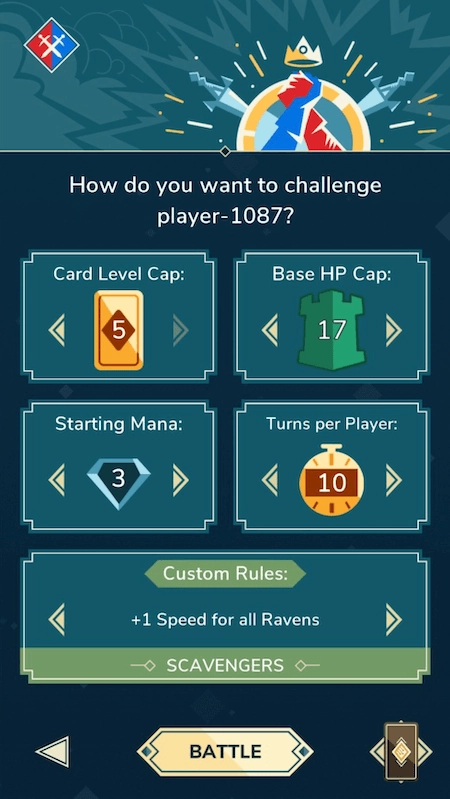 How do you want to challenge
player-1087?
Card Level Cap:
5
Base HP Cap:
17
Starting Mana:
3
Turns per Player:
10
Custom Rules:
+1 Speed for all Ravens
SCAVENGERS
BATTLE